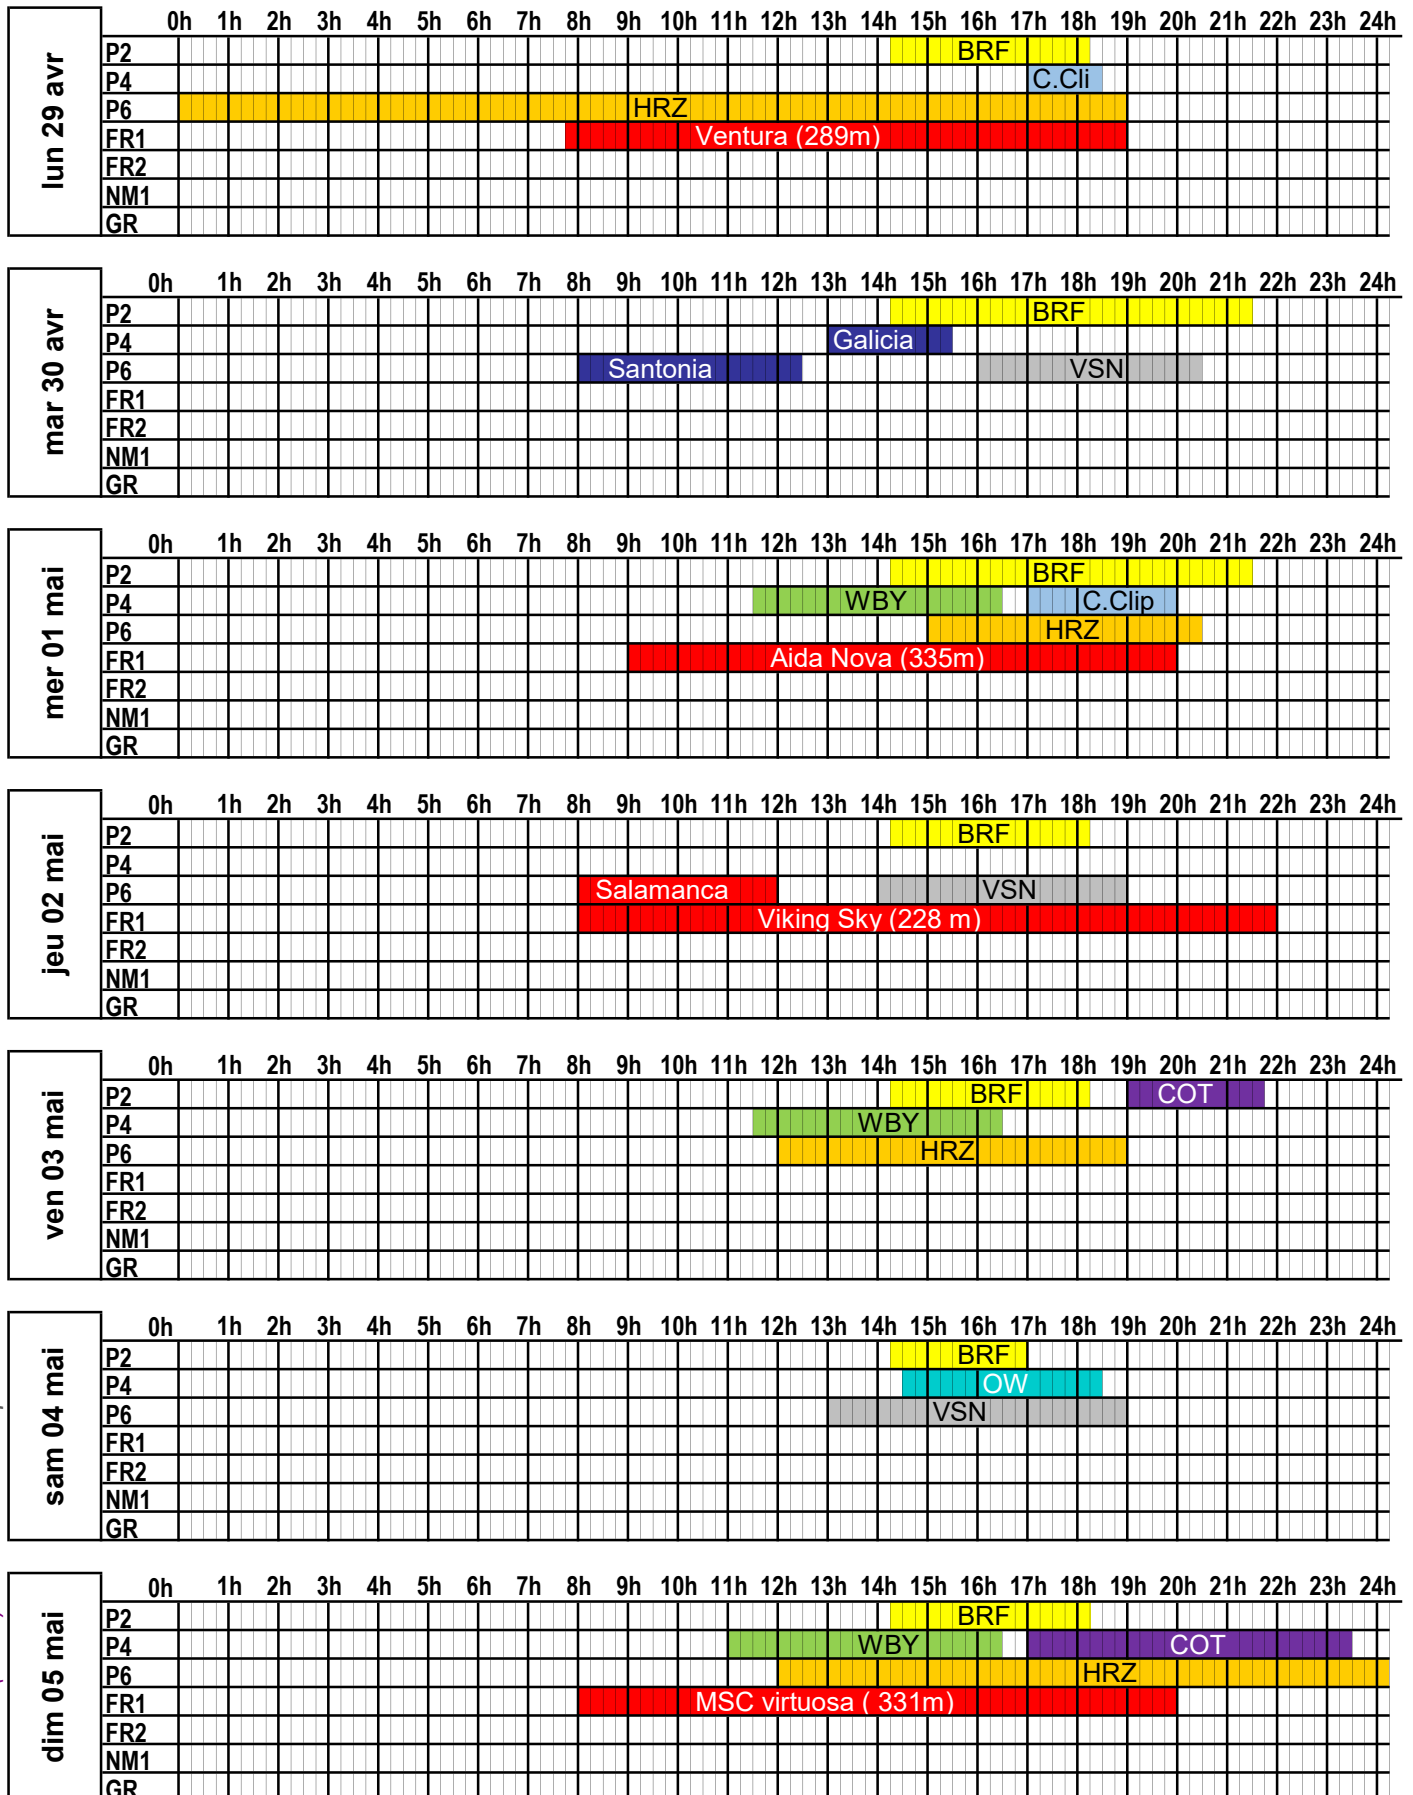 0h 1h 2h 3h 4h 5h 6h 7h 8h 9h 10h 11h 12h 13h 14h 15h 16h 17h 18h 19h 20h 21h 22h 23h 24h
lun 29 avr
P2 BRF
P4 C.Cli
P6 HRZ
FR1 Ventura (289m)
FR2
NM1
GR
0h 1h 2h 3h 4h 5h 6h 7h 8h 9h 10h 11h 12h 13h 14h 15h 16h 17h 18h 19h 20h 21h 22h 23h 24h
mar 30 avr
P2 BRF
P4 Galicia
P6 Santonia VSN
FR1
FR2
NM1
GR
0h 1h 2h 3h 4h 5h 6h 7h 8h 9h 10h 11h 12h 13h 14h 15h 16h 17h 18h 19h 20h 21h 22h 23h 24h
mer 01 mai
P2 BRF
P4 WBY C.Clip
P6 HRZ
FR1 Aida Nova (335m)
FR2
NM1
GR
0h 1h 2h 3h 4h 5h 6h 7h 8h 9h 10h 11h 12h 13h 14h 15h 16h 17h 18h 19h 20h 21h 22h 23h 24h
jeu 02 mai
P2 BRF
P4
P6 Salamanca VSN
FR1 Viking Sky (228 m)
FR2
NM1
GR
0h 1h 2h 3h 4h 5h 6h 7h 8h 9h 10h 11h 12h 13h 14h 15h 16h 17h 18h 19h 20h 21h 22h 23h 24h
ven 03 mai
P2 BRF COT
P4 WBY
P6 HRZ
FR1
FR2
NM1
GR
0h 1h 2h 3h 4h 5h 6h 7h 8h 9h 10h 11h 12h 13h 14h 15h 16h 17h 18h 19h 20h 21h 22h 23h 24h
sam 04 mai
P2 BRF
P4 OW
P6 VSN
FR1
FR2
NM1
GR
0h 1h 2h 3h 4h 5h 6h 7h 8h 9h 10h 11h 12h 13h 14h 15h 16h 17h 18h 19h 20h 21h 22h 23h 24h
dim 05 mai
P2 BRF
P4 WBY COT
P6 HRZ
FR1 MSC virtuosa ( 331m)
FR2
NM1
GR